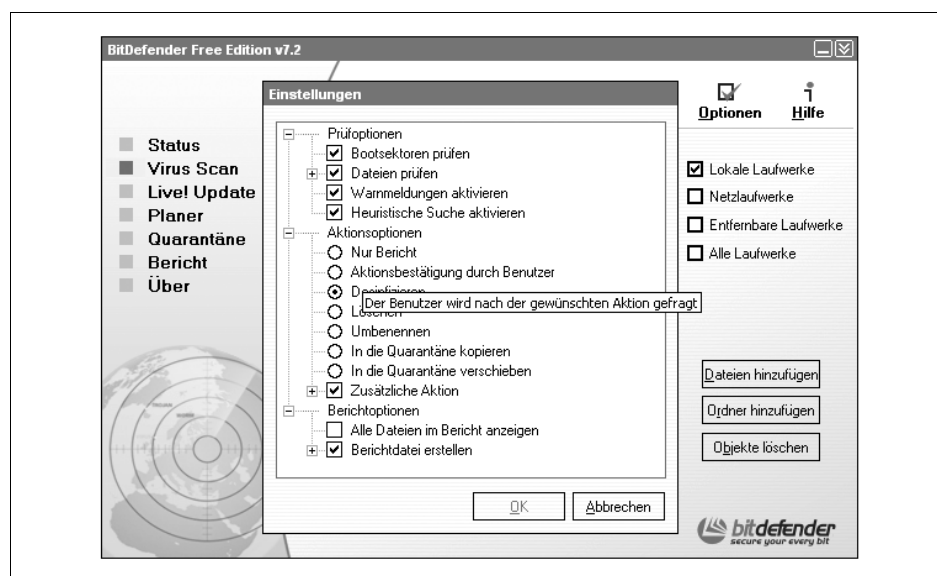 BitDefender Free Edition v7.2
Einstellungen
Optionen
Hilfe
Status
Virus Scan
Live! Update
Planer
Quarantäne
Bericht
Über
Prüfoptionen
Bootsektoren prüfen
Dateien prüfen
Warnmeldungen aktivieren
Heuristische Suche aktivieren
Aktionsoptionen
Nur Bericht
Aktionsbestätigung durch Benutzer
Desinfizieren
Der Benutzer wird nach der gewünschten Aktion gefragt
Löschen
Umbenennen
In die Quarantäne kopieren
In die Quarantäne verschieben
Zusätzliche Aktion
Berichtoptionen
Alle Dateien im Bericht anzeigen
Berichtdatei erstellen
OK
Abbrechen
Lokale Laufwerke
Netzlaufwerke
Entfernbare Laufwerke
Alle Laufwerke
Dateien hinzufügen
Ordner hinzufügen
Objekte löschen
bitdefender
secure your every bit